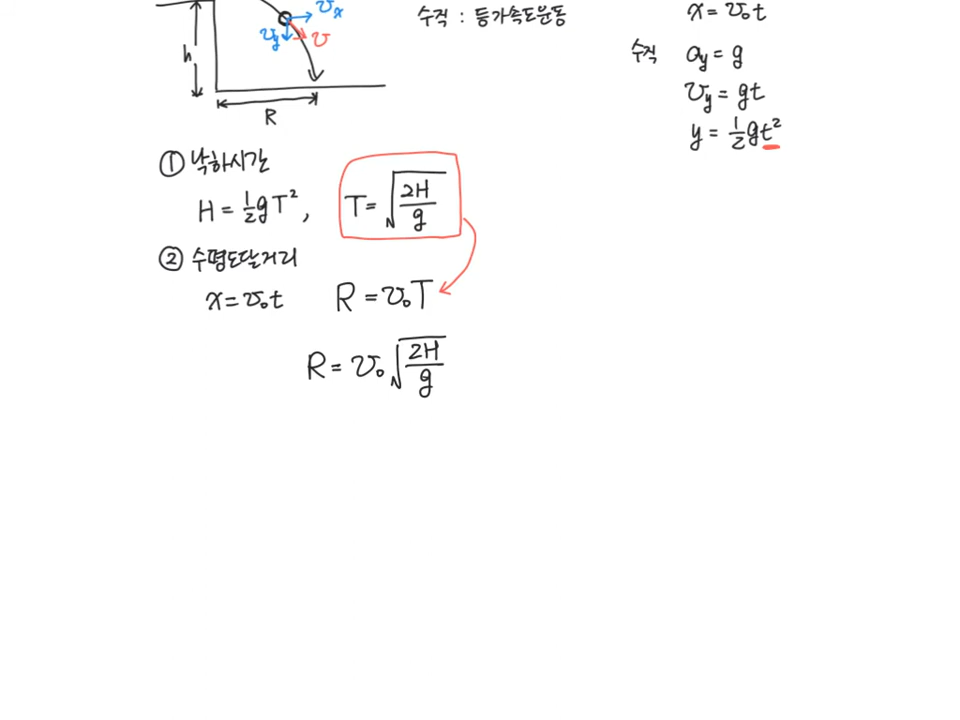 vₓ
v_y
v
h
R
수직 : 등가속도운동
x = v₀t
수직 a_y = g
v_y = gt
y = ½gt²
① 낙하시간
H = ½gT², T = √(2H/g)
② 수평도달거리
x = v₀t R = v₀T
R = v₀√(2H/g)